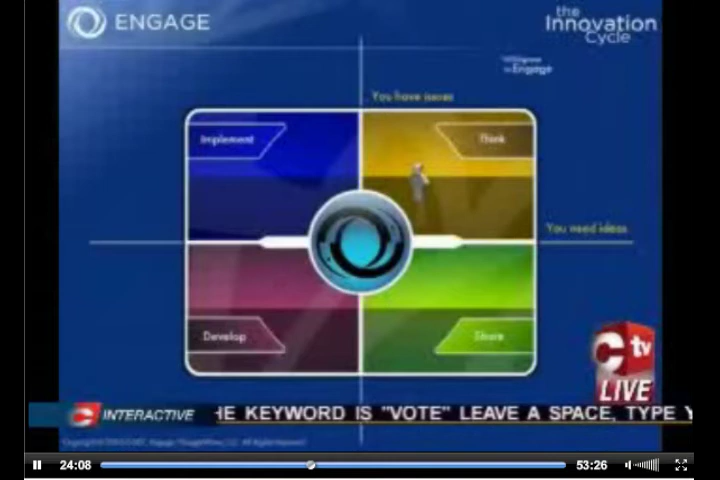 ENGAGE
the
Innovation
Cycle
Engage
You have issues
Implement
Think
You need ideas
Develop
Share
C tv
LIVE
C INTERACTIVE
HE KEYWORD IS "VOTE" LEAVE A SPACE, TYPE Y
24:08
53:26